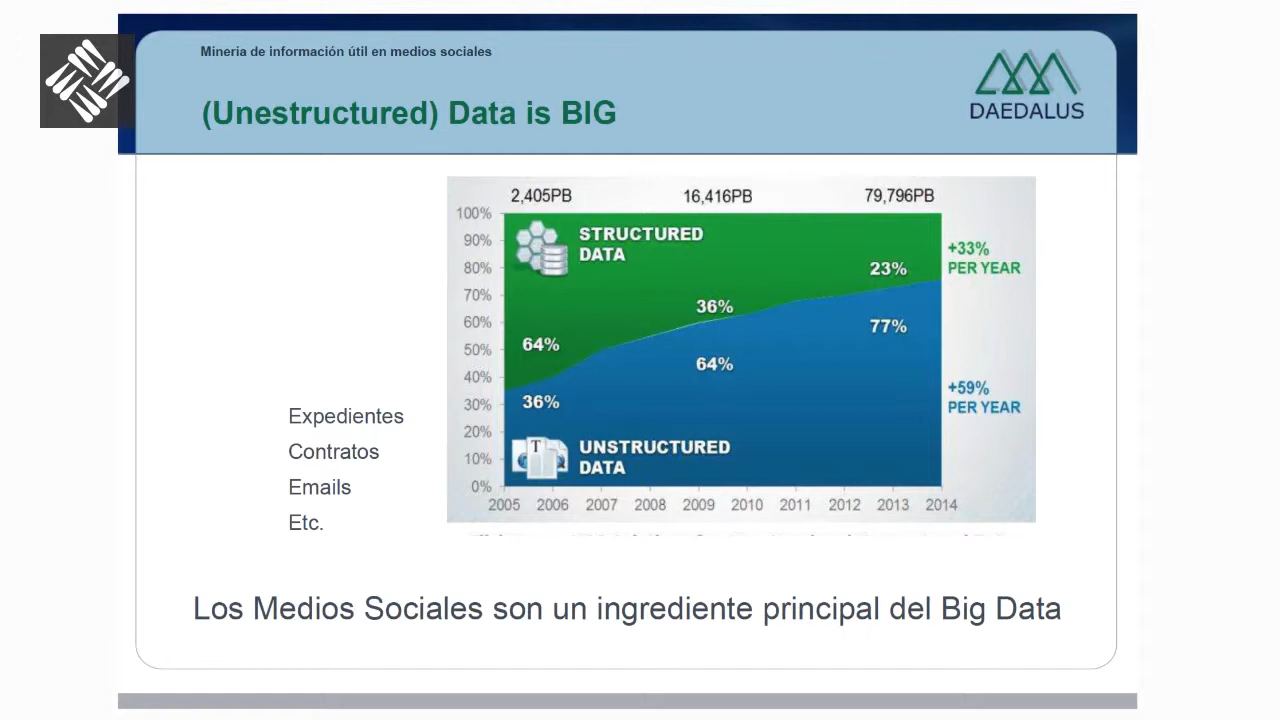 Mineria de información útil en medios sociales
(Unestructured) Data is BIG
DAEDALUS
2,405PB 16,416PB 79,796PB
100%
90%
80%
70%
60%
50%
40%
30%
20%
10%
0%
STRUCTURED
DATA
64%
36%
36%
64%
23%
77%
+33%
PER YEAR
+59%
PER YEAR
T
UNSTRUCTURED
DATA
2005 2006 2007 2008 2009 2010 2011 2012 2013 2014
Expedientes
Contratos
Emails
Etc.
Los Medios Sociales son un ingrediente principal del Big Data